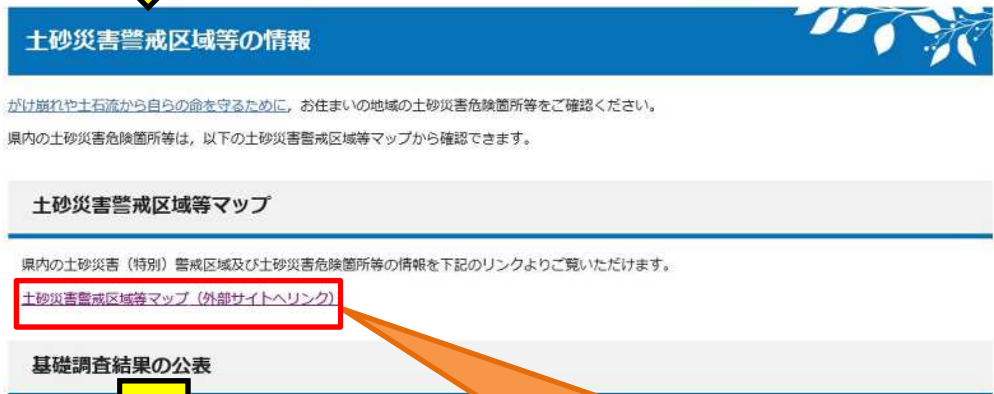 土砂災害警戒区域等の情報
がけ崩れや土石流から自らの命を守るために，お住まいの地域の土砂災害危険箇所等をご確認ください。
県内の土砂災害危険箇所等は，以下の土砂災害警戒区域等マップから確認できます。
土砂災害警戒区域等マップ
県内の土砂災害（特別）警戒区域及び土砂災害危険箇所等の情報を下記のリンクよりご覧いただけます。
土砂災害警戒区域等マップ（外部サイトへリンク）
基礎調査結果の公表